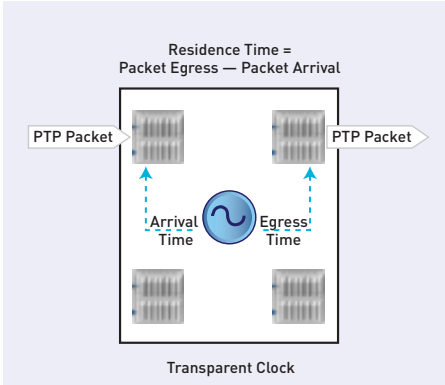 Residence Time =
Packet Egress — Packet Arrival
PTP Packet
PTP Packet
Arrival
Time
Egress
Time
Transparent Clock